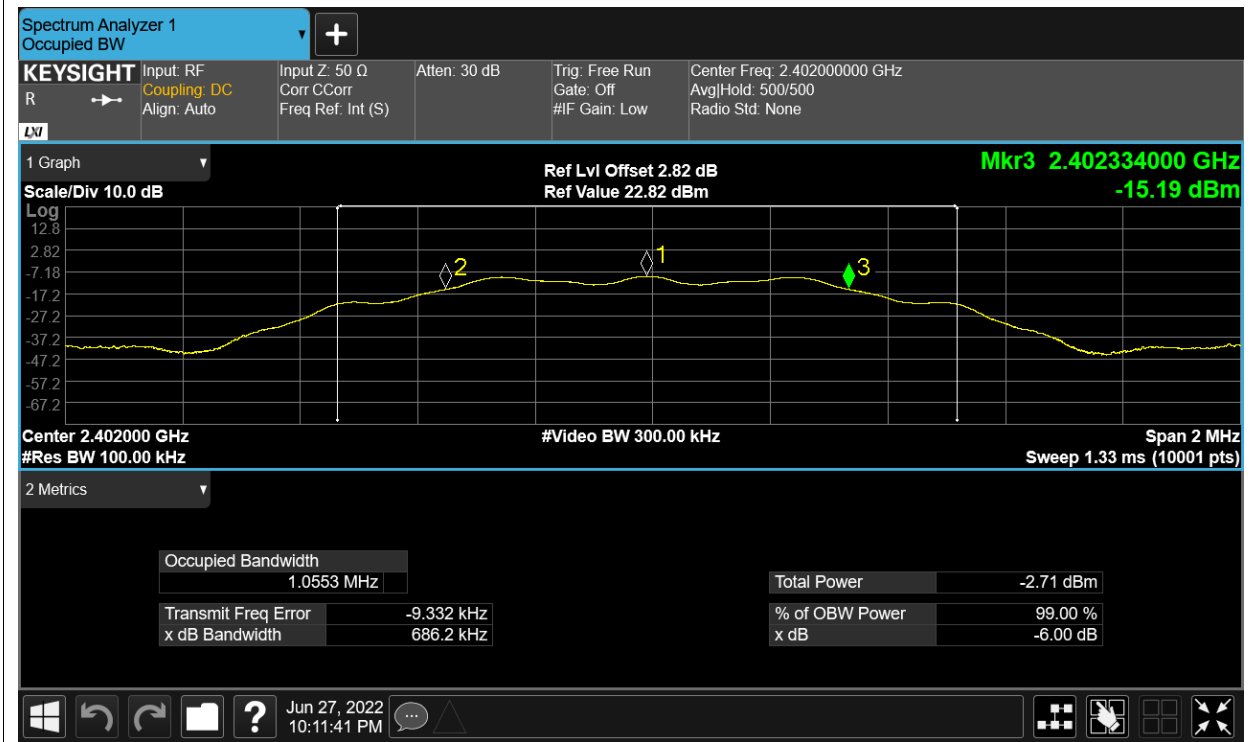 Spectrum Analyzer 1
Occupied BW
KEYSIGHT
R
LXI
Input: RF
Coupling: DC
Align: Auto
Input Z: 50 Ω
Corr CCorr
Freq Ref: Int (S)
Atten: 30 dB
Trig: Free Run
Gate: Off
#IF Gain: Low
Center Freq: 2.402000000 GHz
Avg|Hold: 500/500
Radio Std: None
1 Graph
Scale/Div 10.0 dB
Ref Lvl Offset 2.82 dB
Ref Value 22.82 dBm
Mkr3 2.402334000 GHz
-15.19 dBm
Log
12.8
2.82
-7.18
-17.2
-27.2
-37.2
-47.2
-57.2
-67.2
2
1
3
Center 2.402000 GHz
#Res BW 100.00 kHz
#Video BW 300.00 kHz
Span 2 MHz
Sweep 1.33 ms (10001 pts)
2 Metrics
Occupied Bandwidth
1.0553 MHz
Transmit Freq Error -9.332 kHz
x dB Bandwidth 686.2 kHz
Total Power -2.71 dBm
% of OBW Power 99.00 %
x dB -6.00 dB
?
Jun 27, 2022
10:11:41 PM